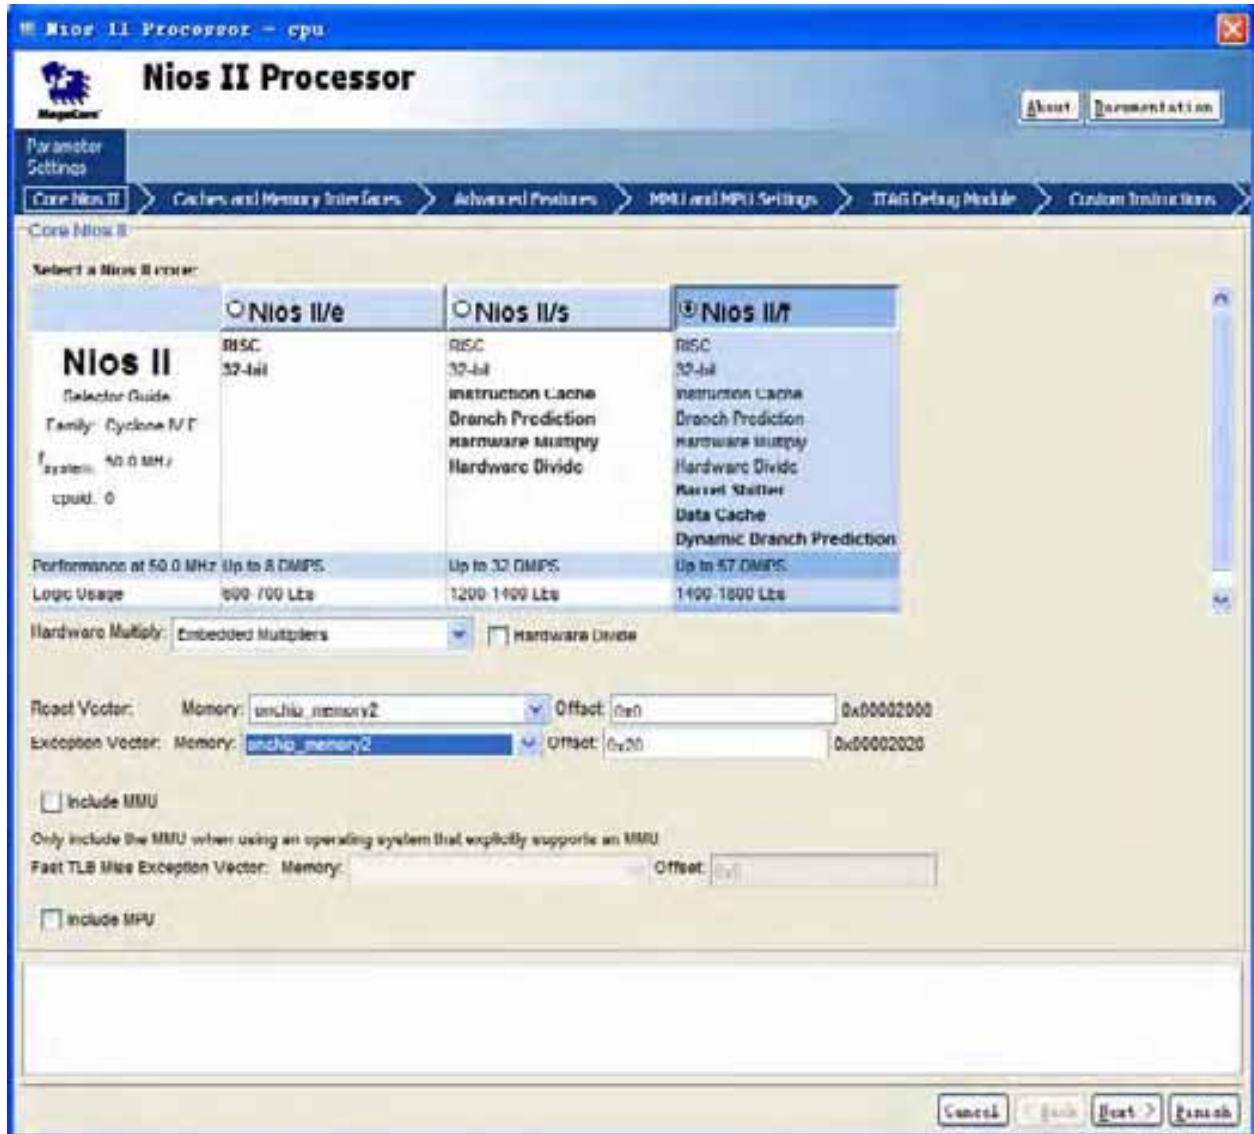 Nios II Processor - cpu
MegaCore
Nios II Processor
About
Documentation
Parameter
Settings
Core Nios II
Caches and Memory Interfaces
Advanced Features
MMU and MPU Settings
JTAG Debug Module
Custom Instructions
Core Nios II
Select a Nios II core:
Nios II/e
Nios II/s
Nios II/f
Nios II
Selector Guide
Family: Cyclone IV E
fsystem: 50.0 MHz
cpuid: 0
RISC
32-bit
RISC
32-bit
Instruction Cache
Branch Prediction
Hardware Multiply
Hardware Divide
RISC
32-bit
Instruction Cache
Branch Prediction
Hardware Multiply
Hardware Divide
Barrel Shifter
Data Cache
Dynamic Branch Prediction
Performance at 50.0 MHz Up to 8 DMIPS Up to 32 DMIPS Up to 57 DMIPS
Logic Usage 600-700 LEs 1200-1400 LEs 1400-1800 LEs
Hardware Multiply: Embedded Multipliers Hardware Divide
Reset Vector: Memory: onchip_memory2 Offset: 0x0 0x00002000
Exception Vector: Memory: onchip_memory2 Offset: 0x20 0x00002020
Include MMU
Only include the MMU when using an operating system that explicitly supports an MMU
Fast TLB Miss Exception Vector: Memory: Offset: 0x0
Include MPU
Cancel < Back Next > Finish